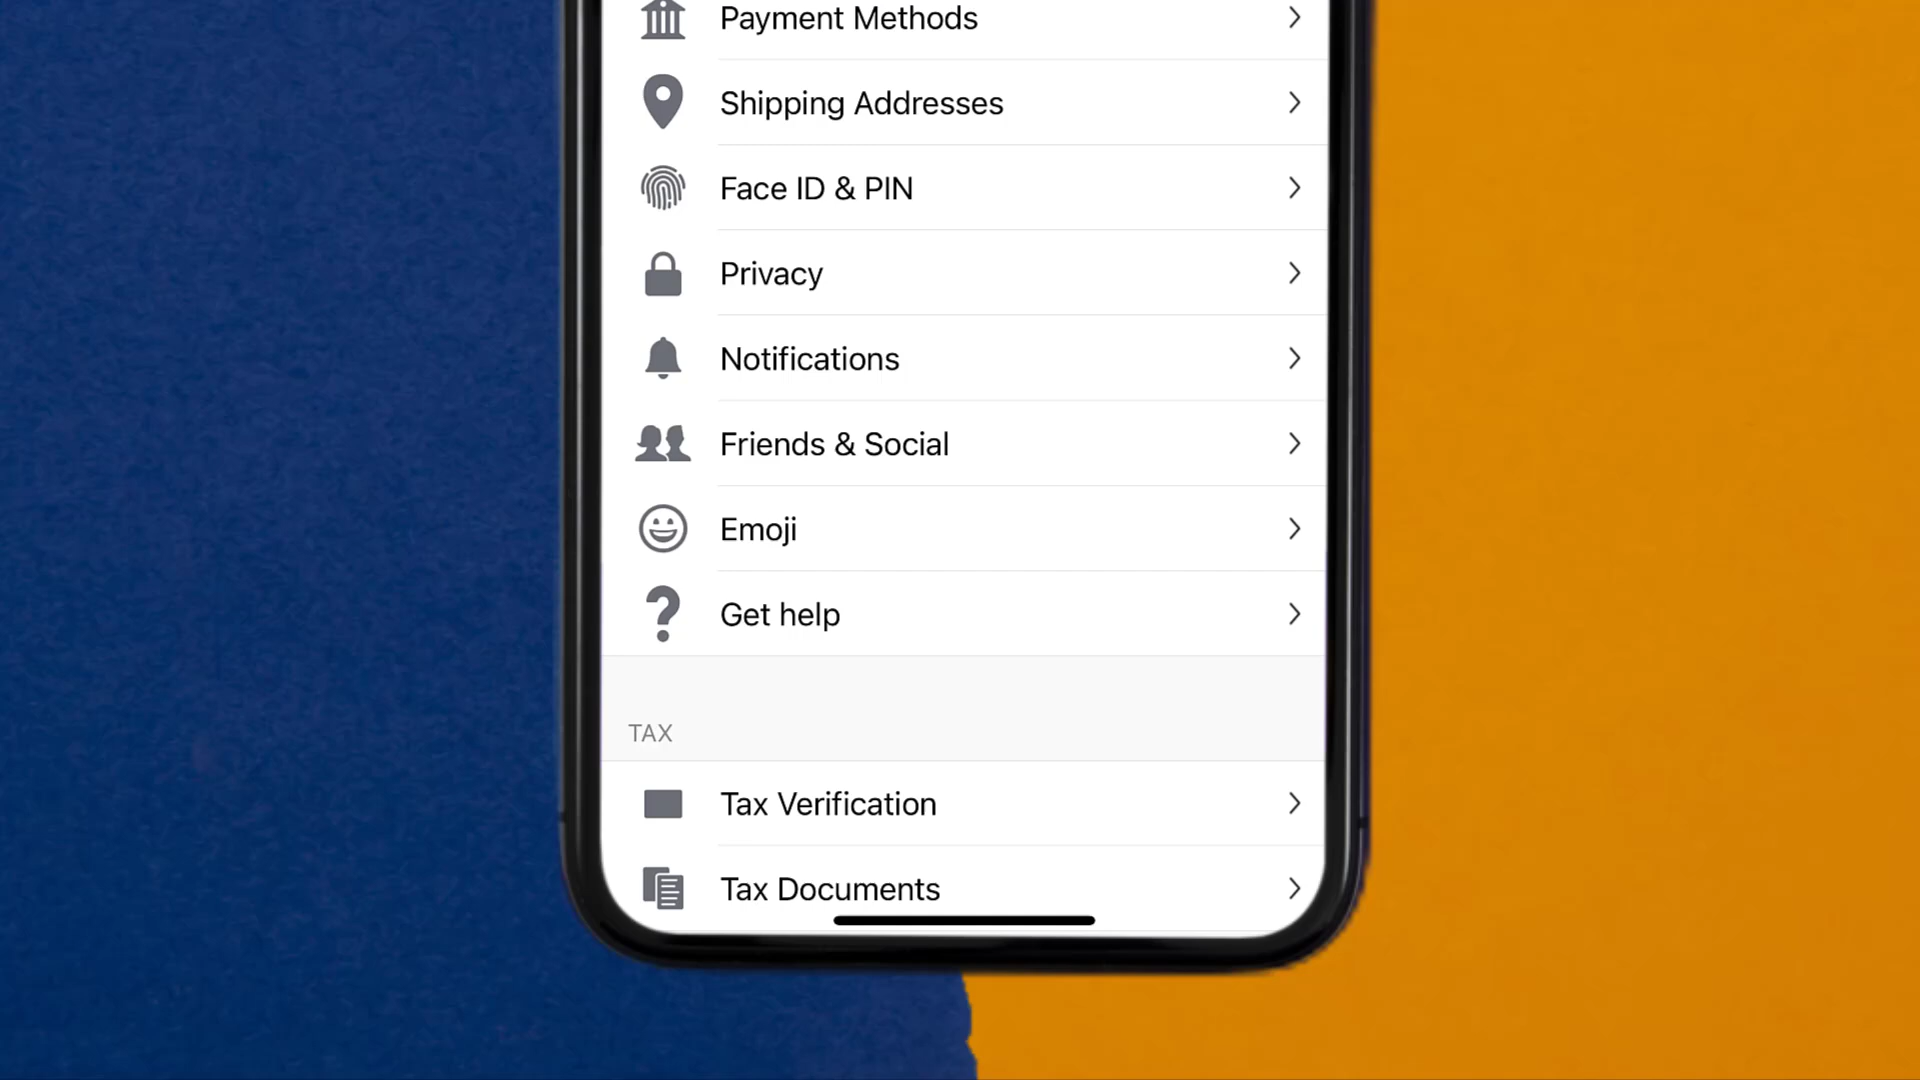 Payment Methods
Shipping Addresses
Face ID & PIN
Privacy
Notifications
Friends & Social
Emoji
Get help
TAX
Tax Verification
Tax Documents